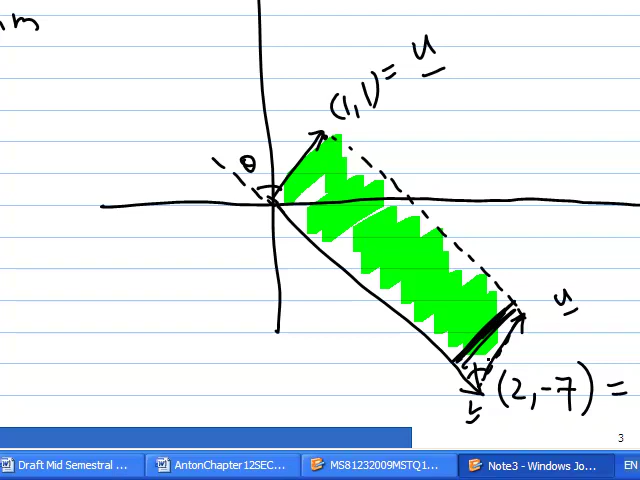 (1,1) = u
θ
u
(2,-7) =
3
Draft Mid Semestral ...
AntonChapter12SEC...
MS81232009MSTQ1...
Note3 - Windows Jo...
EN